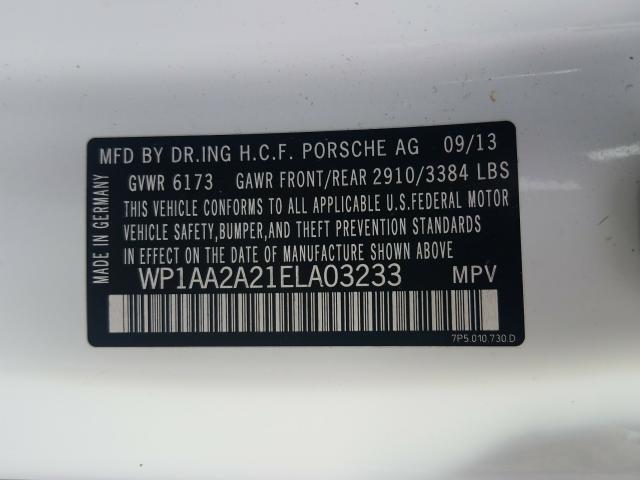 MFD BY DR.ING H.C.F. PORSCHE AG 09/13
GVWR 6173 GAWR FRONT/REAR 2910/3384 LBS
THIS VEHICLE CONFORMS TO ALL APPLICABLE U.S.FEDERAL MOTOR
VEHICLE SAFETY,BUMPER,AND THEFT PREVENTION STANDARDS
IN EFFECT ON THE DATE OF MANUFACTURE SHOWN ABOVE
WP1AA2A21ELA03233 MPV
7P5.010.730.D
MADE IN GERMANY